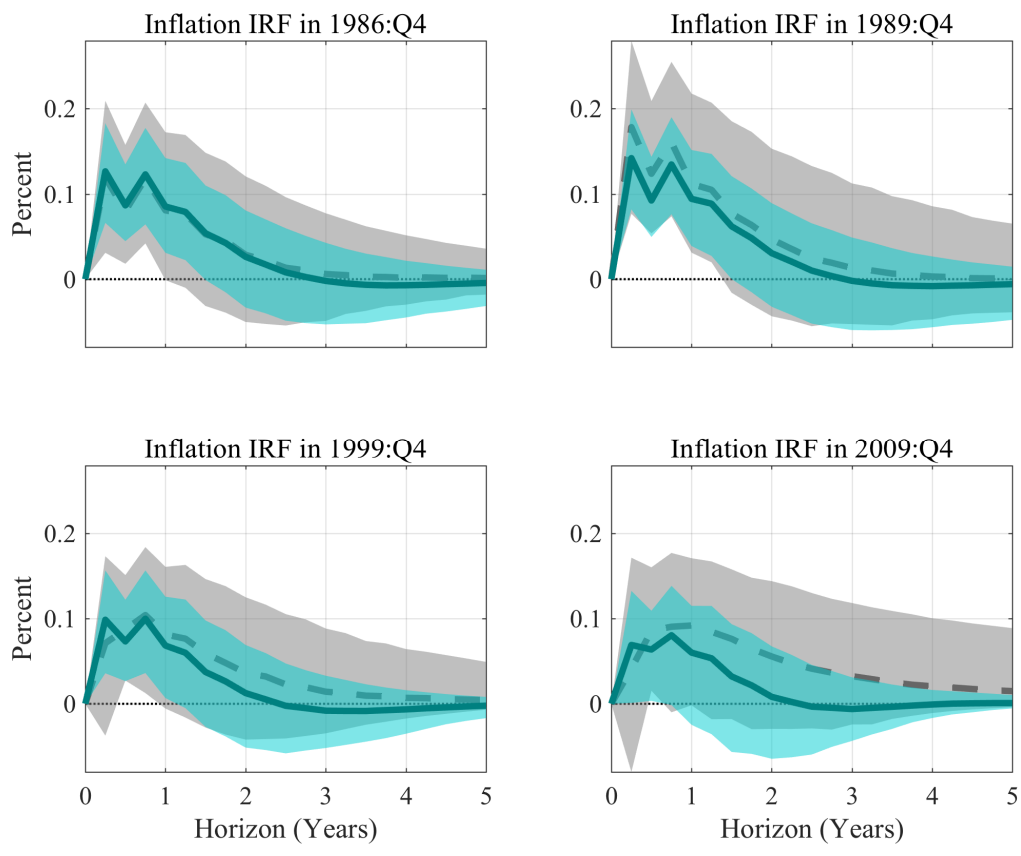 Inflation IRF in 1986:Q4
Inflation IRF in 1989:Q4
0.2
0.1
0
Percent
0.2
0.1
0
Inflation IRF in 1999:Q4
Inflation IRF in 2009:Q4
0.2
0.1
0
Percent
0 1 2 3 4 5
Horizon (Years)
0.2
0.1
0
0 1 2 3 4 5
Horizon (Years)